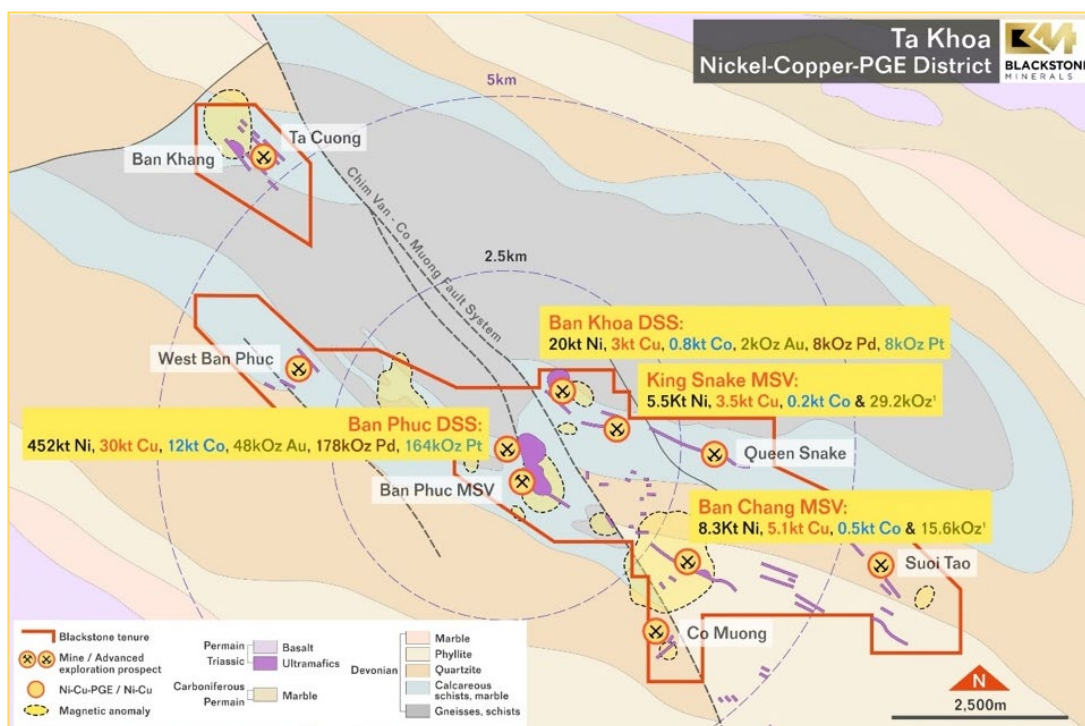 Ta Khoa
Nickel-Copper-PGE District
BLACKSTONE
MINERALS
5km
Ta Cuong
Ban Khang
Chim Van - Co Muong Fault System
2.5km
Ban Khoa DSS:
20kt Ni, 3kt Cu, 0.8kt Co, 2kOz Au, 8kOz Pd, 8kOz Pt
West Ban Phuc
King Snake MSV:
5.5Kt Ni, 3.5kt Cu, 0.2kt Co & 29.2kOz¹
Ban Phuc DSS:
452kt Ni, 30kt Cu, 12kt Co, 48kOz Au, 178kOz Pd, 164kOz Pt
Queen Snake
Ban Phuc MSV
Ban Chang MSV:
8.3Kt Ni, 5.1kt Cu, 0.5kt Co & 15.6kOz¹
Suoi Tao
Co Muong
Blackstone tenure
Mine / Advanced
exploration prospect
Ni-Cu-PGE / Ni-Cu
Magnetic anomaly
Permain
Triassic
Basalt
Ultramafics
Carboniferous
Permain
Marble
Devonian
Marble
Phyllite
Quartzite
Calcareous
schists, marble
Gneisses, schists
N
2,500m